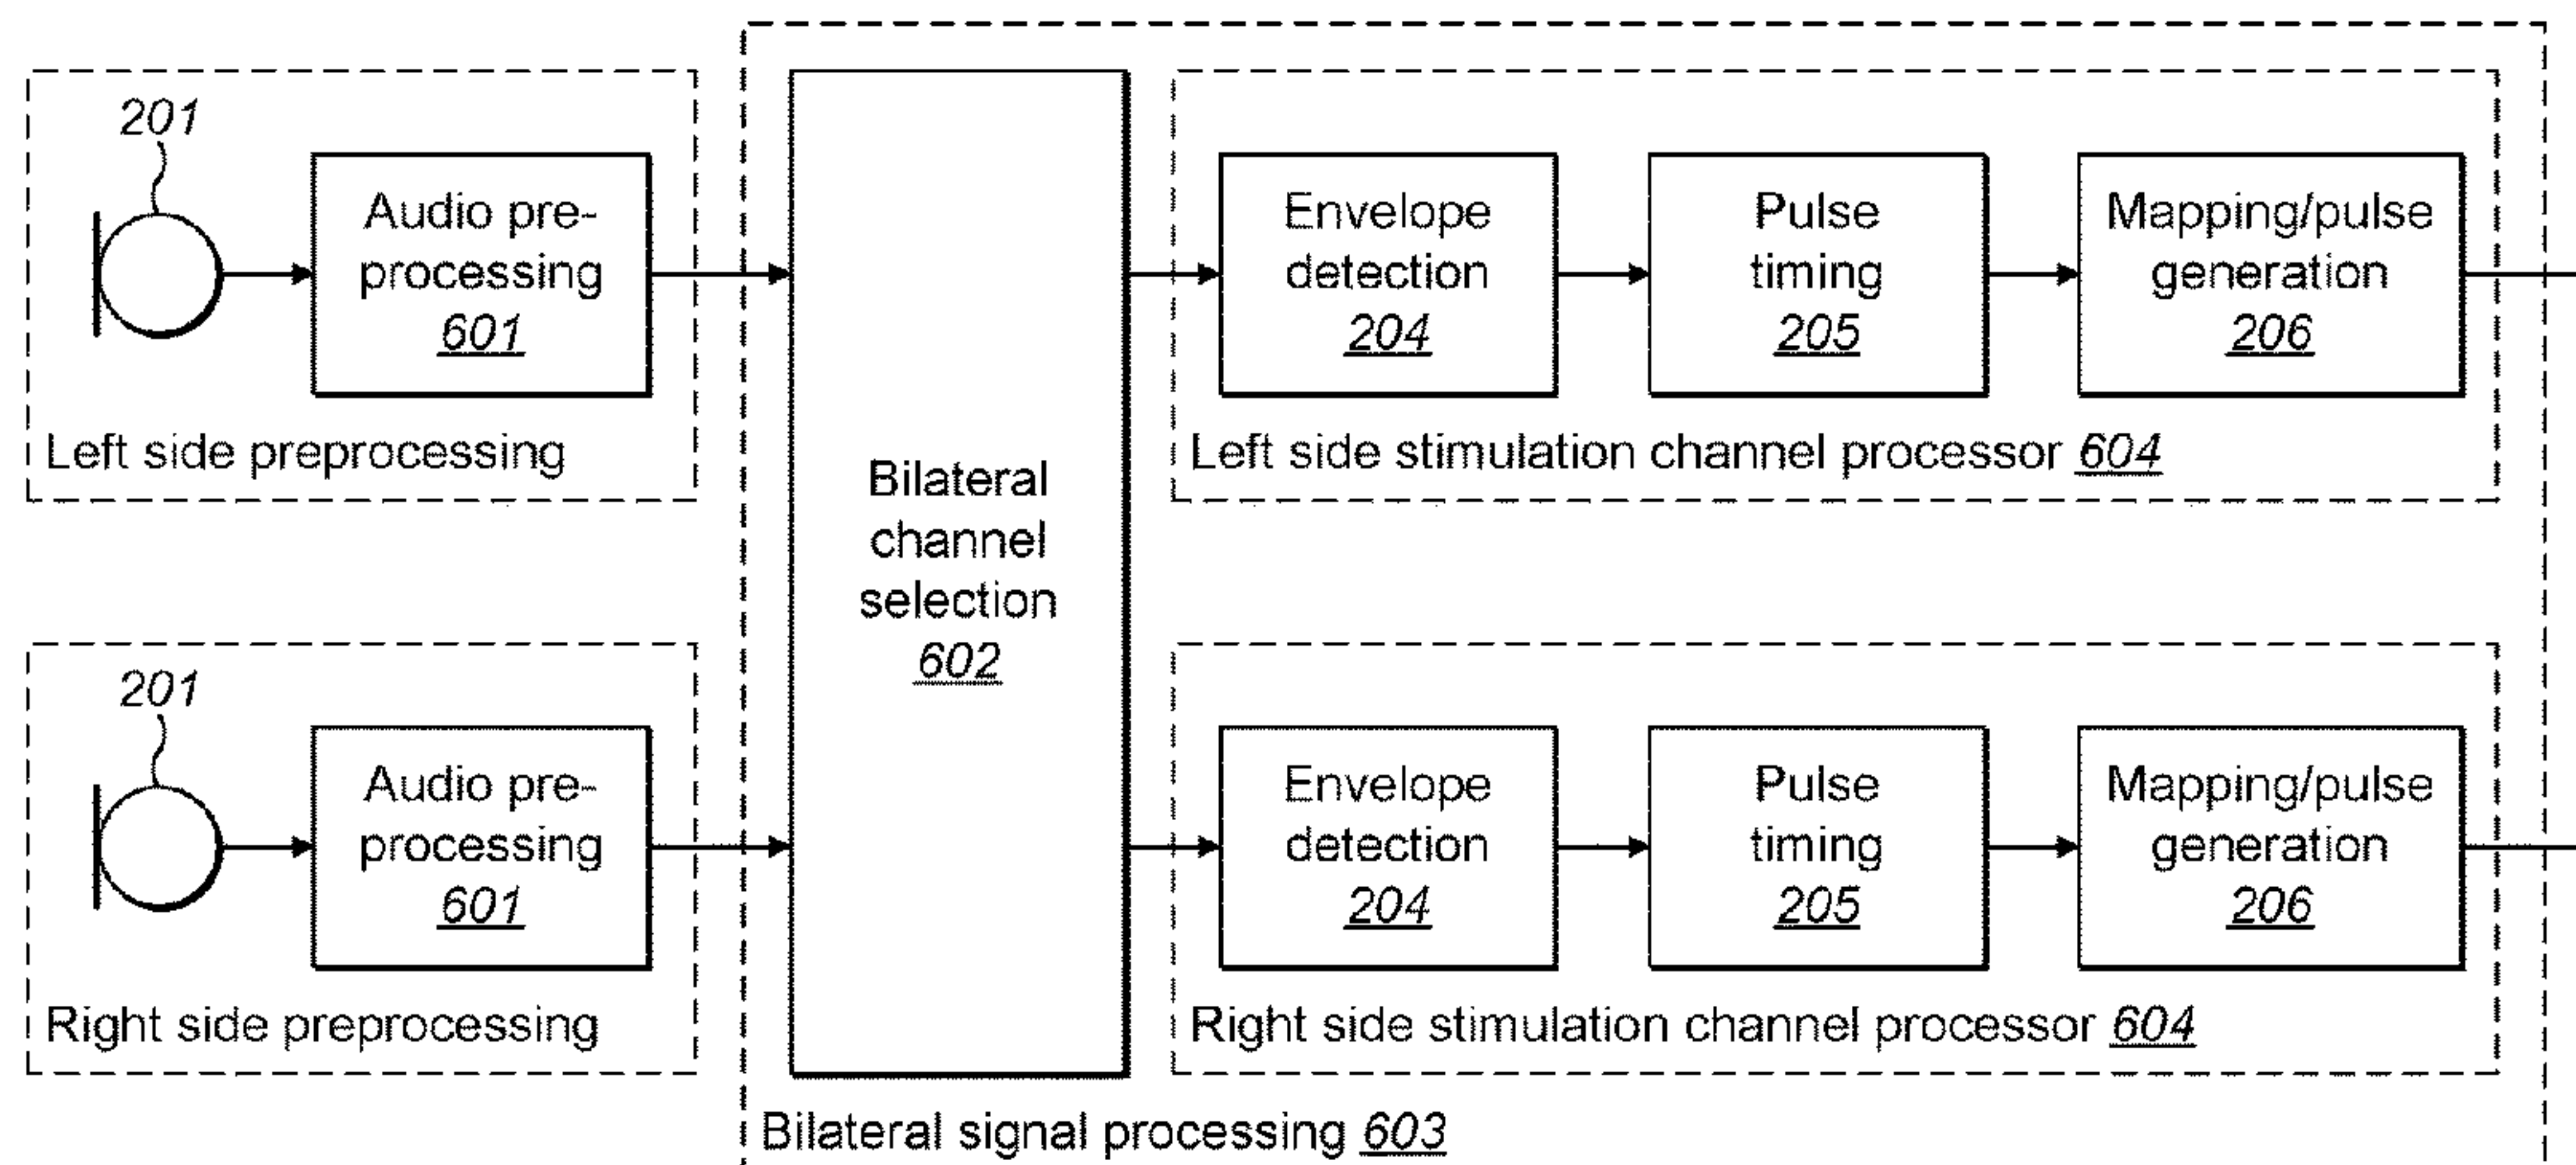 201
Audio pre-
processing
601
Left side preprocessing
Bilateral
channel
selection
602
Envelope
detection
204
Pulse
timing
205
Mapping/pulse
generation
206
Left side stimulation channel processor 604
201
Audio pre-
processing
601
Right side preprocessing
Envelope
detection
204
Pulse
timing
205
Mapping/pulse
generation
206
Right side stimulation channel processor 604
Bilateral signal processing 603